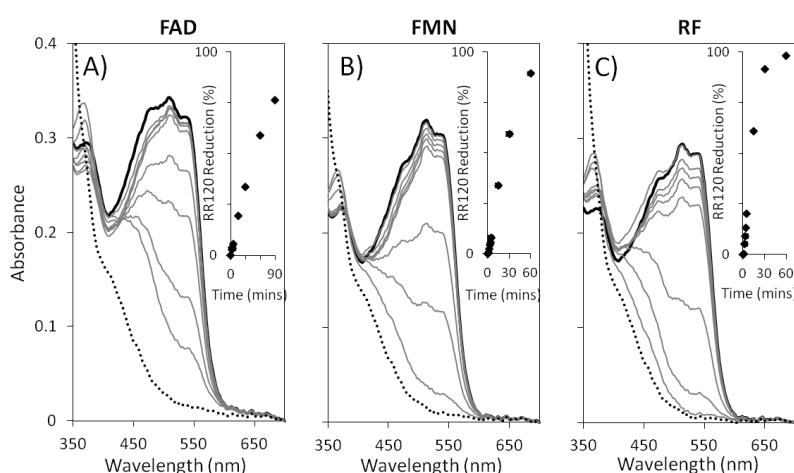 FAD FMN RF
0.4
0.3
0.2
0.1
0
Absorbance
A)
100
RR120 Reduction (%)
0
0 90
Time (mins)
350 450 550 650
Wavelength (nm)
B)
100
RR120 Reduction (%)
0
0 30 60
Time (mins)
350 450 550 650
Wavelength (nm)
C)
100
RR120 Reduction (%)
0
0 30 60
Time (mins)
350 450 550 650
Wavelength (nm)